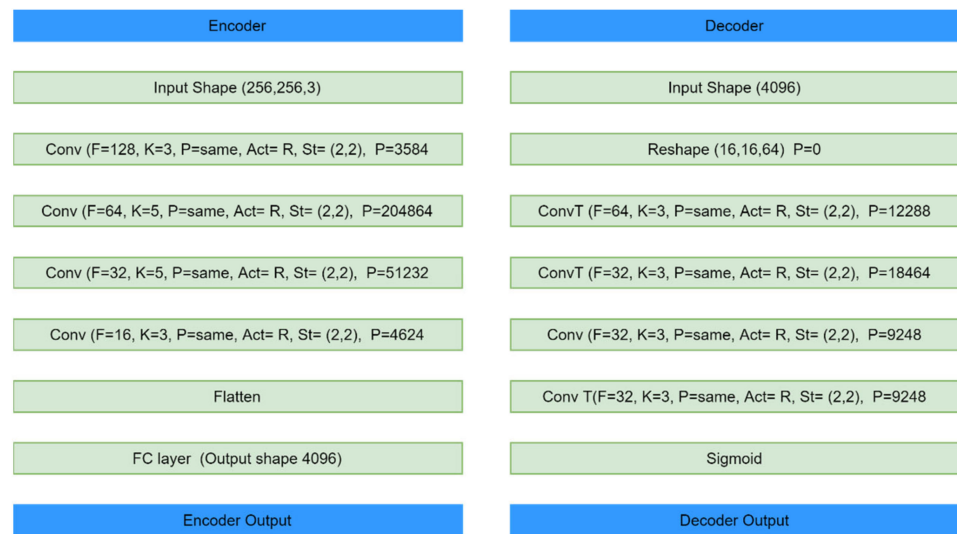 Encoder
Input Shape (256,256,3)
Conv (F=128, K=3, P=same, Act= R, St= (2,2), P=3584
Conv (F=64, K=5, P=same, Act= R, St= (2,2), P=204864
Conv (F=32, K=5, P=same, Act= R, St= (2,2), P=51232
Conv (F=16, K=3, P=same, Act= R, St= (2,2), P=4624
Flatten
FC layer (Output shape 4096)
Encoder Output
Decoder
Input Shape (4096)
Reshape (16,16,64) P=0
ConvT (F=64, K=3, P=same, Act= R, St= (2,2), P=12288
ConvT (F=32, K=3, P=same, Act= R, St= (2,2), P=18464
Conv (F=32, K=3, P=same, Act= R, St= (2,2), P=9248
Conv T(F=32, K=3, P=same, Act= R, St= (2,2), P=9248
Sigmoid
Decoder Output